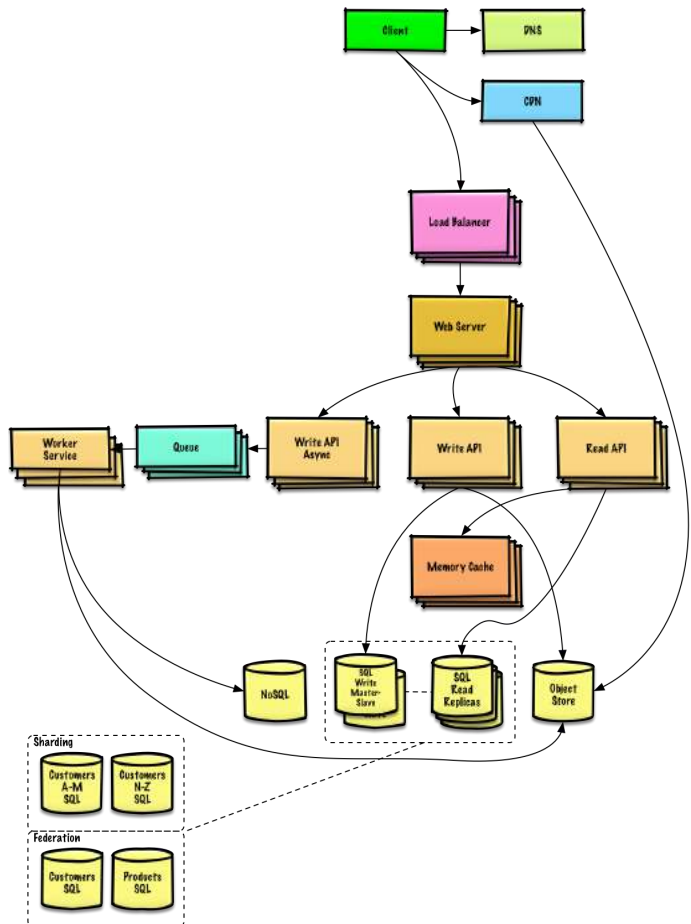 Client
DNS
CDN
Load Balancer
Web Server
Worker
Service
Queue
Write API
Async
Write API
Read API
Memory Cache
NoSQL
SQL
Write
Master-
Slave
SQL
Read
Replicas
Object
Store
Sharding
Customers
A-M
SQL
Customers
N-Z
SQL
Federation
Customers
SQL
Products
SQL